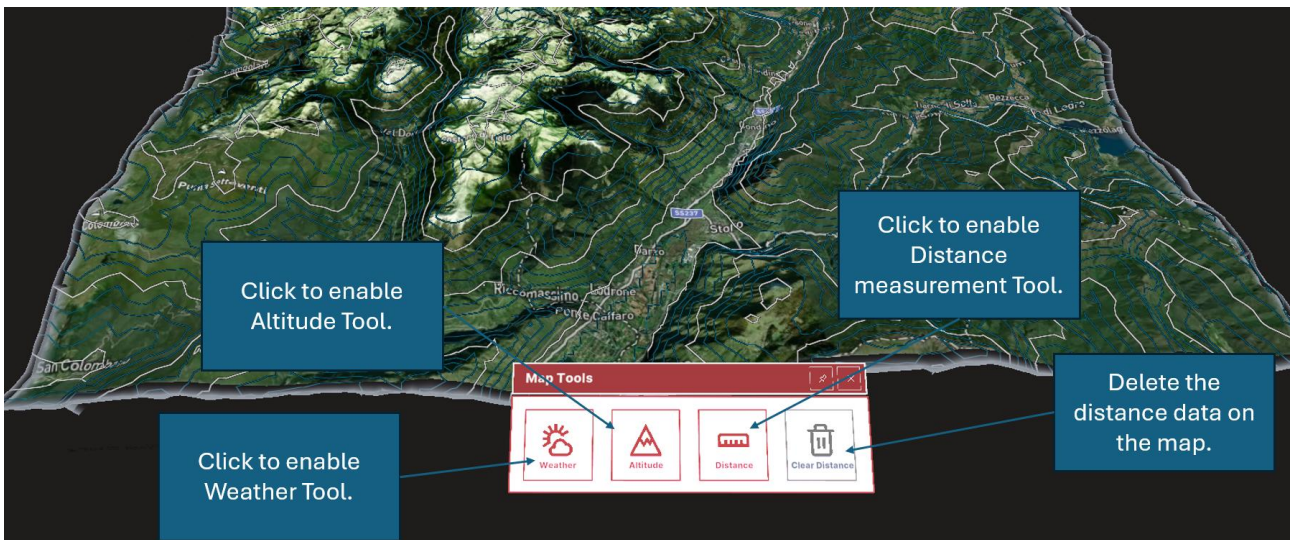 SS237
Storo
Darzo
Lodrone
Riccomassimo
Ponte Caffaro
Bezzecca
San Colomba
Click to enable
Altitude Tool.
Click to enable
Distance
measurement Tool.
Click to enable
Weather Tool.
Delete the
distance data on
the map.
Map Tools
Weather
Altitude
Distance
Clear Distance